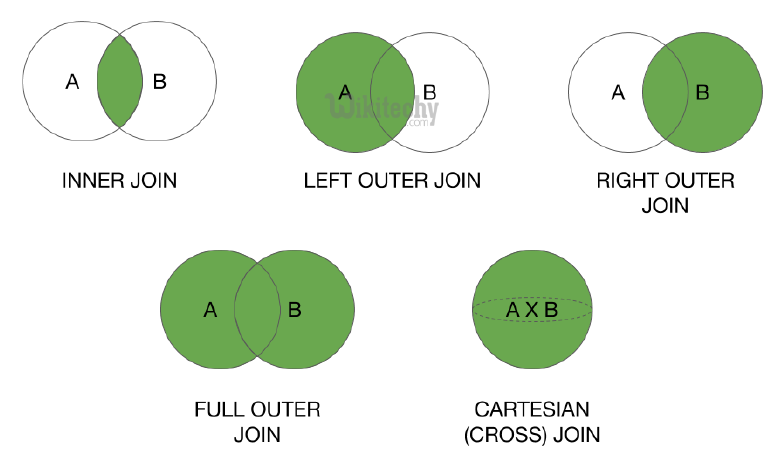 A B
A B
A B
Wikitechy
.com
INNER JOIN
LEFT OUTER JOIN
RIGHT OUTER
JOIN
A B
A X B
FULL OUTER
JOIN
CARTESIAN
(CROSS) JOIN